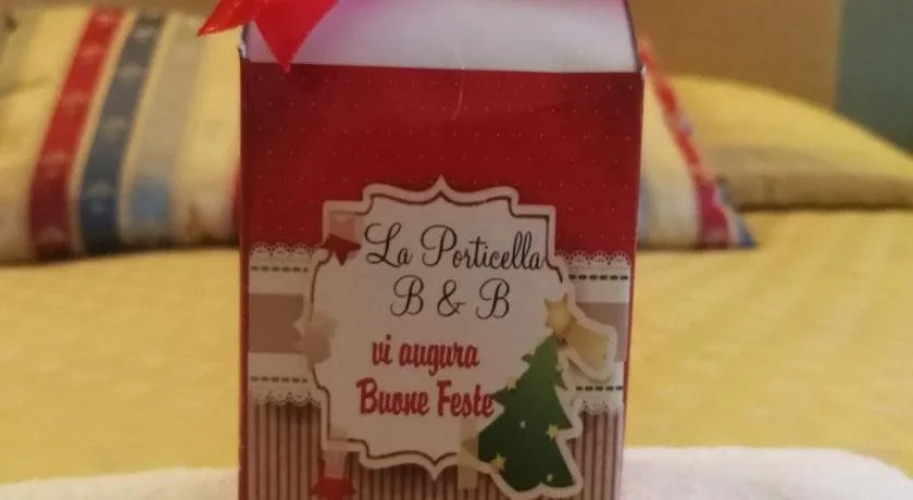 La Porticella
B & B
vi augura
Buone Feste